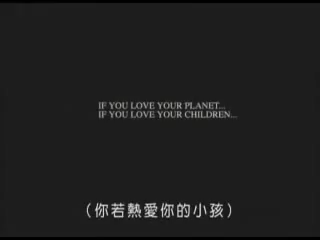 IF YOU LOVE YOUR PLANET...
IF YOU LOVE YOUR CHILDREN...
（你若熱愛你的小孩）